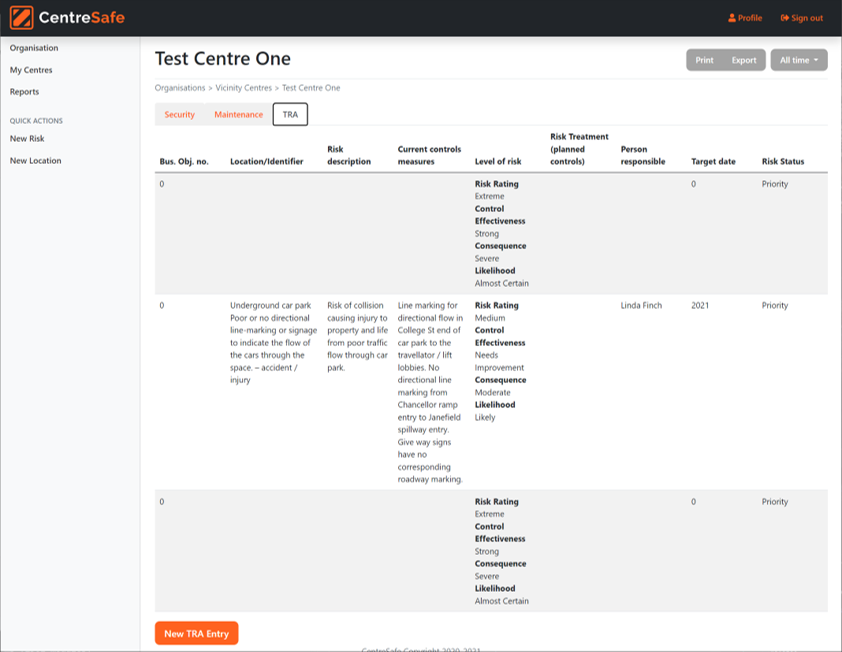 CentreSafe
Profile
Sign out
Organisation
My Centres
Reports
QUICK ACTIONS
New Risk
New Location
Test Centre One
Print
Export
All time
Organisations > Vicinity Centres > Test Centre One
Security
Maintenance
TRA
Bus. Obj. no.
Location/Identifier
Risk
description
Current controls
measures
Level of risk
Risk Treatment
(planned
controls)
Person
responsible
Target date
Risk Status
0
Risk Rating
Extreme
Control
Effectiveness
Strong
Consequence
Severe
Likelihood
Almost Certain
0
Priority
0
Underground car park
Poor or no directional
line-marking or signage
to indicate the flow of
the cars through the
space. – accident /
injury
Risk of collision
causing injury to
property and life
from poor traffic
flow through car
park.
Line marking for
directional flow in
College St end of
car park to the
travellator / lift
lobbies. No
directional line
marking from
Chancellor ramp
entry to Janefield
spillway entry.
Give way signs
have no
corresponding
roadway marking.
Risk Rating
Medium
Control
Effectiveness
Needs
Improvement
Consequence
Moderate
Likelihood
Likely
Linda Finch
2021
Priority
0
Risk Rating
Extreme
Control
Effectiveness
Strong
Consequence
Severe
Likelihood
Almost Certain
0
Priority
New TRA Entry
CentreSafe Copyright 2020-2021